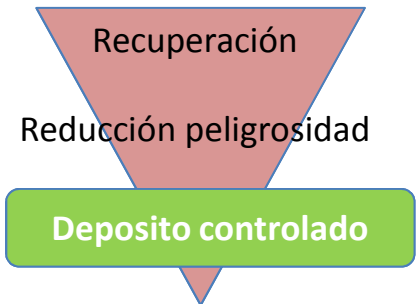 Recuperación
Reducción peligrosidad
Deposito controlado